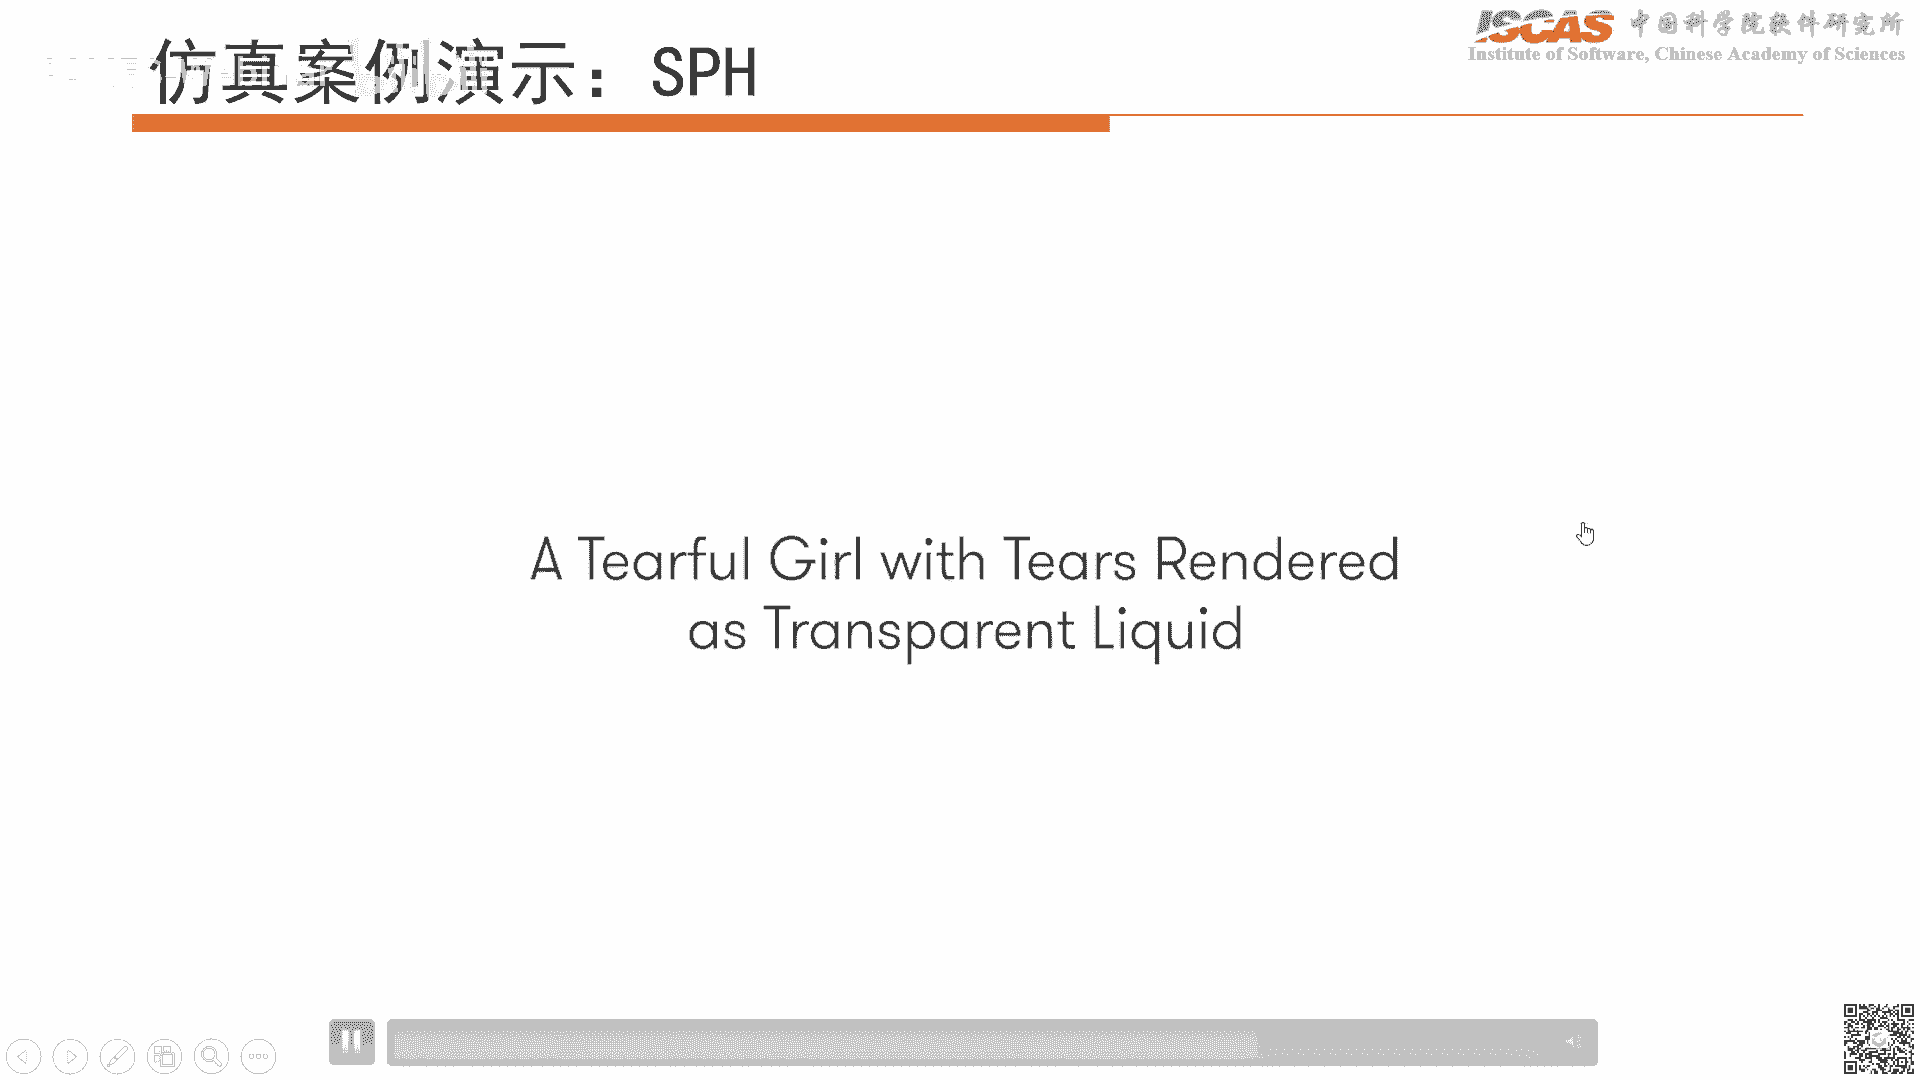 仿真案例演示：SPH
ISCAS 中国科学院软件研究所
Institute of Software, Chinese Academy of Sciences
A Tearful Girl with Tears Rendered
as Transparent Liquid